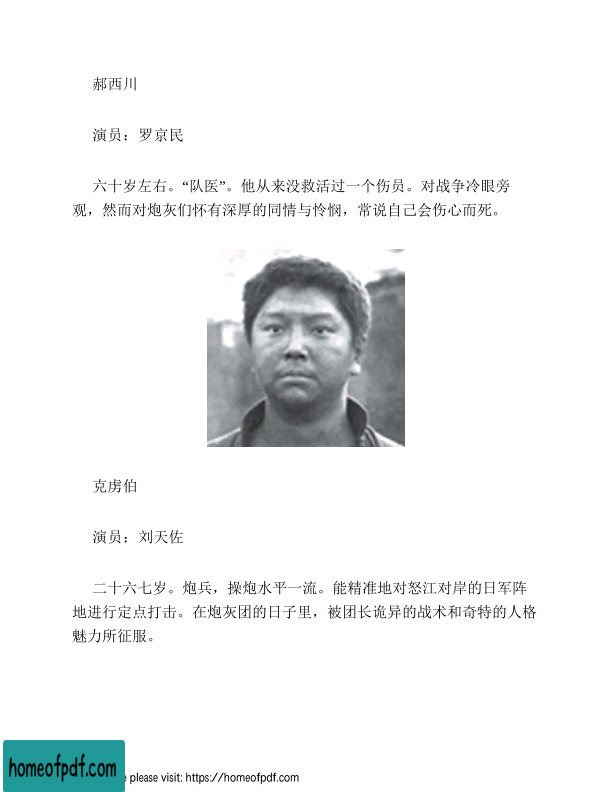 郝西川
演员：罗京民
六十岁左右。“队医”。他从来没救活过一个伤员。对战争冷眼旁
观，然而对炮灰们怀有深厚的同情与怜悯，常说自己会伤心而死。
克虏伯
演员：刘天佐
二十六七岁。炮兵，操炮水平一流。能精准地对怒江对岸的日军阵
地进行定点打击。在炮灰团的日子里，被团长诡异的战术和奇特的人格
魅力所征服。
homeofpdf.com
please visit: https://homeofpdf.com